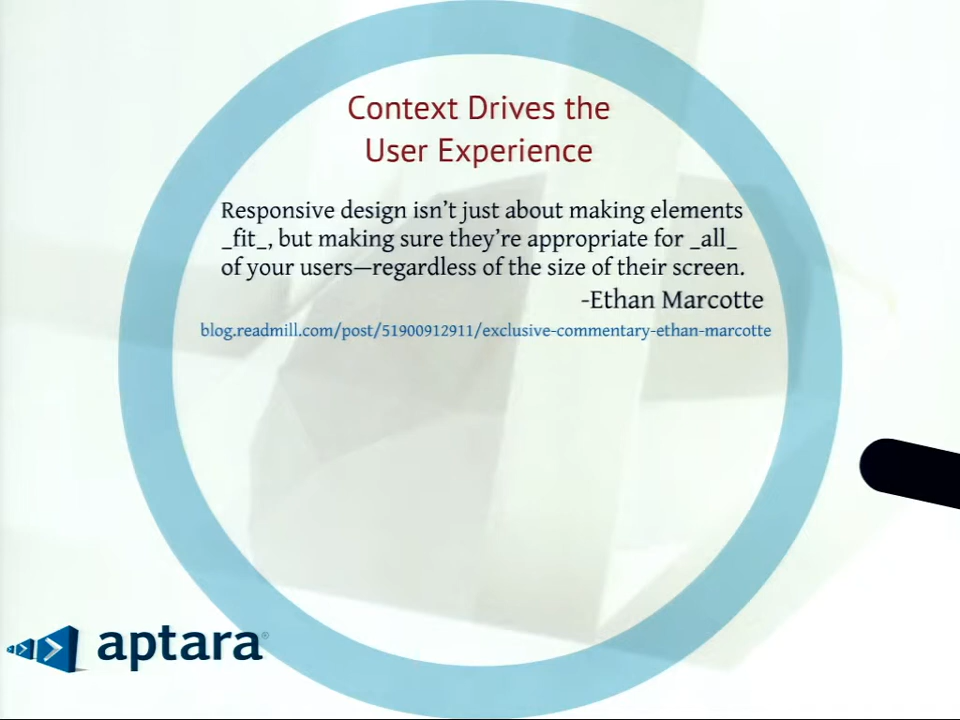 Context Drives the
User Experience
Responsive design isn't just about making elements
_fit_, but making sure they're appropriate for _all_
of your users—regardless of the size of their screen.
-Ethan Marcotte
blog.readmill.com/post/51900912911/exclusive-commentary-ethan-marcotte
aptara®